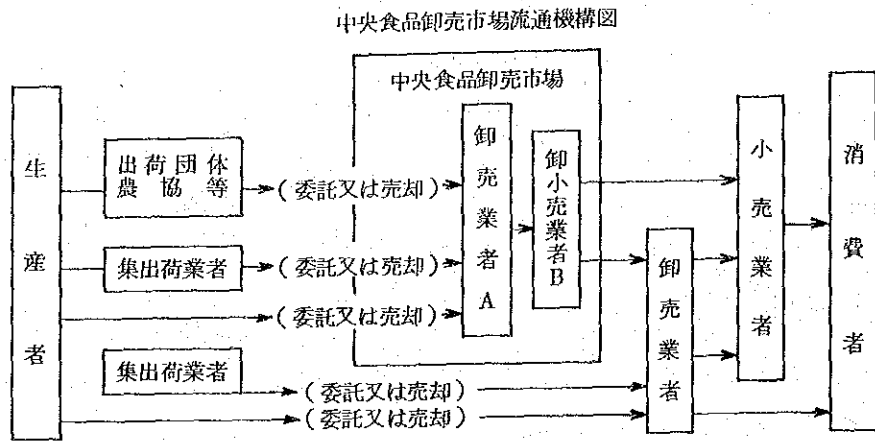 中央食品卸売市場流通機構図
中央食品卸売市場
生産者
出荷団体
農協等
(委託又は売却)
集出荷業者
(委託又は売却)
(委託又は売却)
集出荷業者
(委託又は売却)
(委託又は売却)
卸売業者A
卸小売業者B
卸売業者
小売業者
消費者